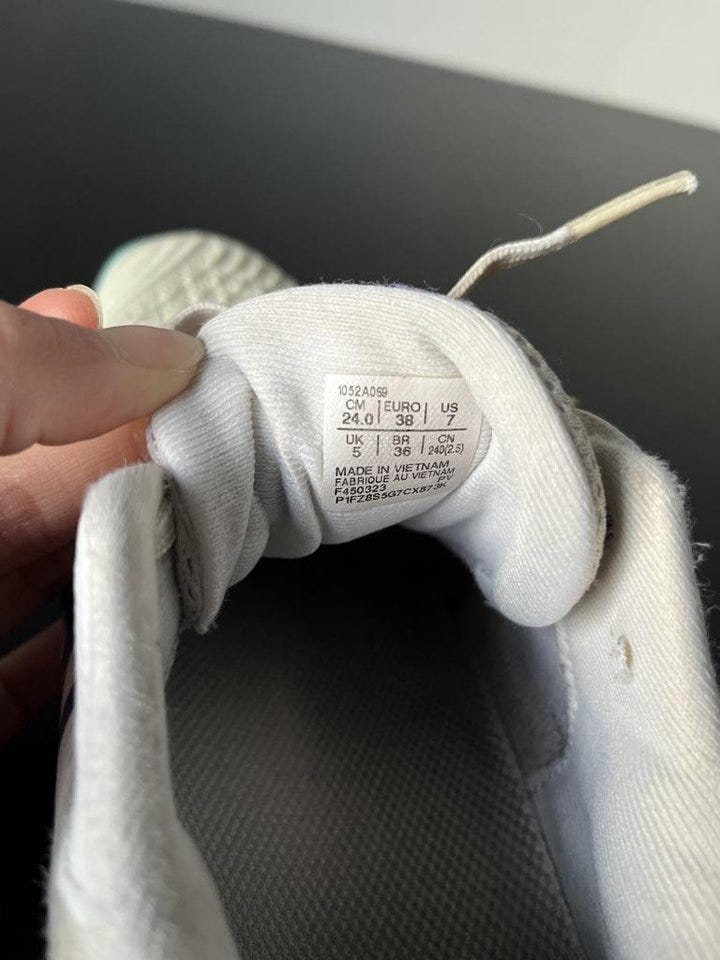 1052A069
CM | EURO | US
24.0 | 38 | 7
UK | BR | CN
5 | 36 | 240(2.5)
MADE IN VIETNAM
FABRIQUE AU VIETNAM
F450323 PV
P1FZ8S5G7CX873K